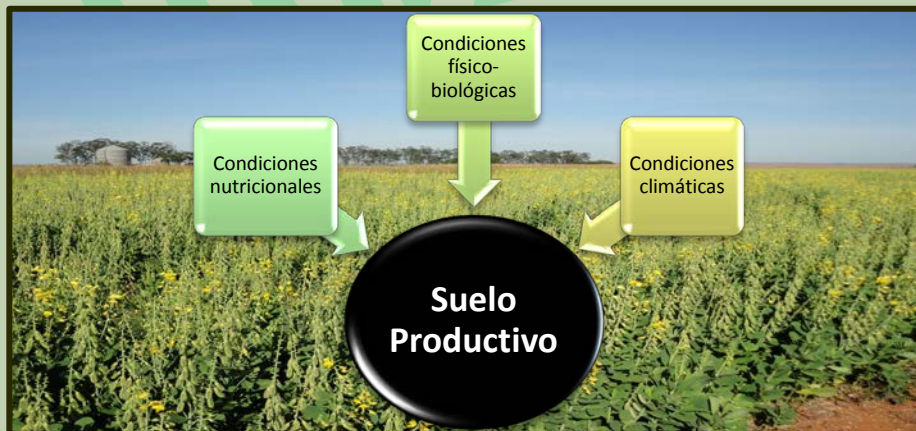 Condiciones
físico-
biológicas
Condiciones
nutricionales
Condiciones
climáticas
Suelo
Productivo